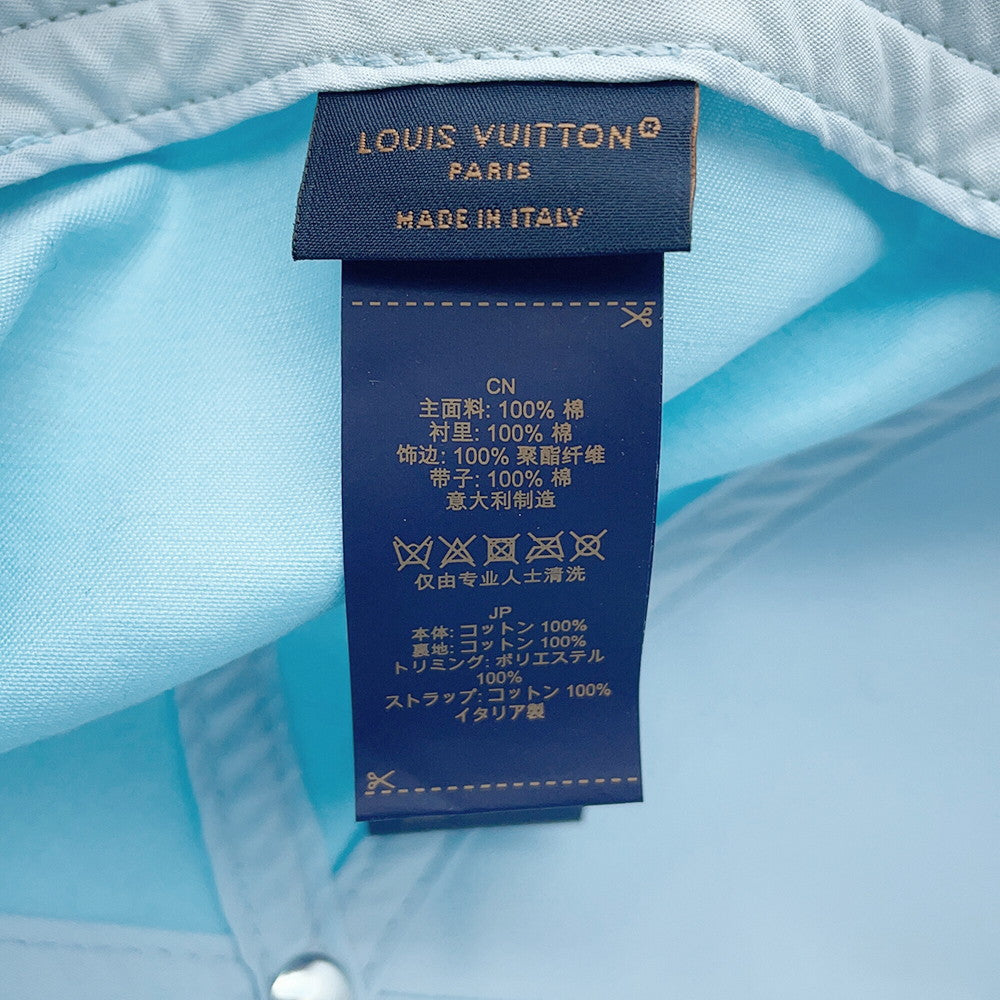 LOUIS VUITTON®
PARIS
MADE IN ITALY
CN
主面料: 100% 棉
衬里: 100% 棉
饰边: 100% 聚酯纤维
带子: 100% 棉
意大利制造
仅由专业人士清洗
JP
本体: コットン 100%
裏地: コットン 100%
トリミング: ポリエステル
100%
ストラップ: コットン 100%
イタリア製